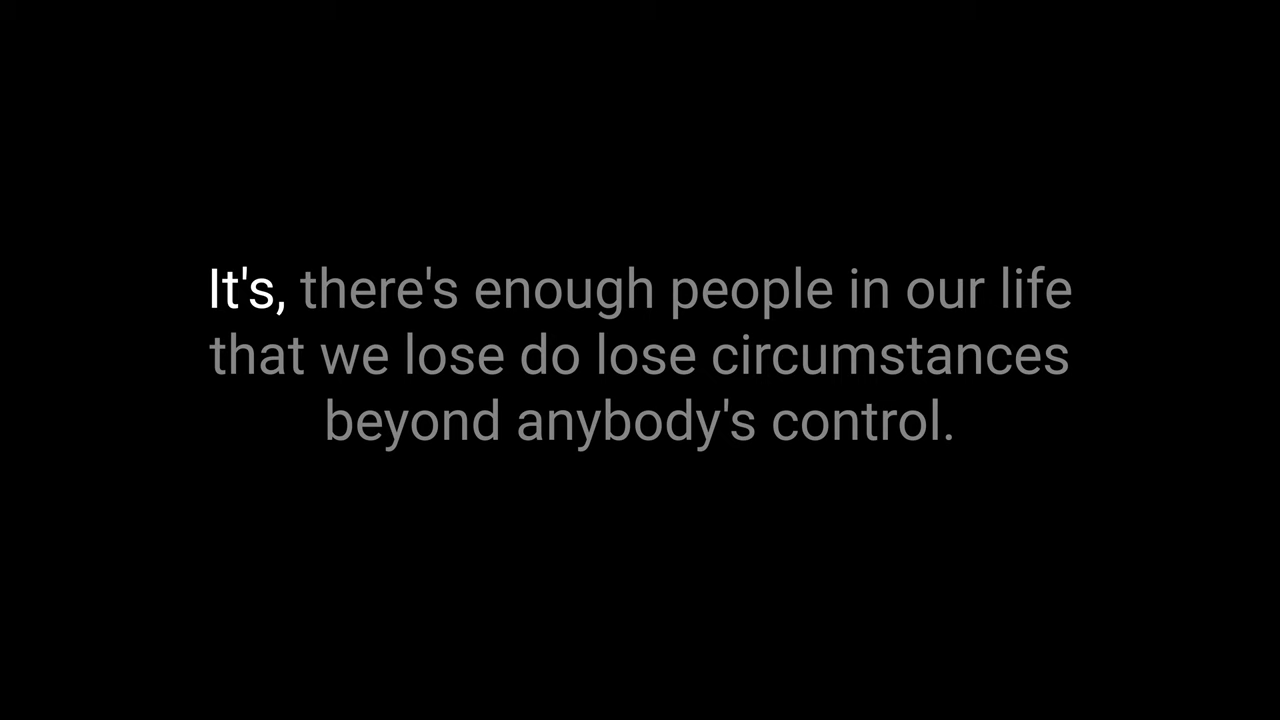 It's, there's enough people in our life
that we lose do lose circumstances
beyond anybody's control.